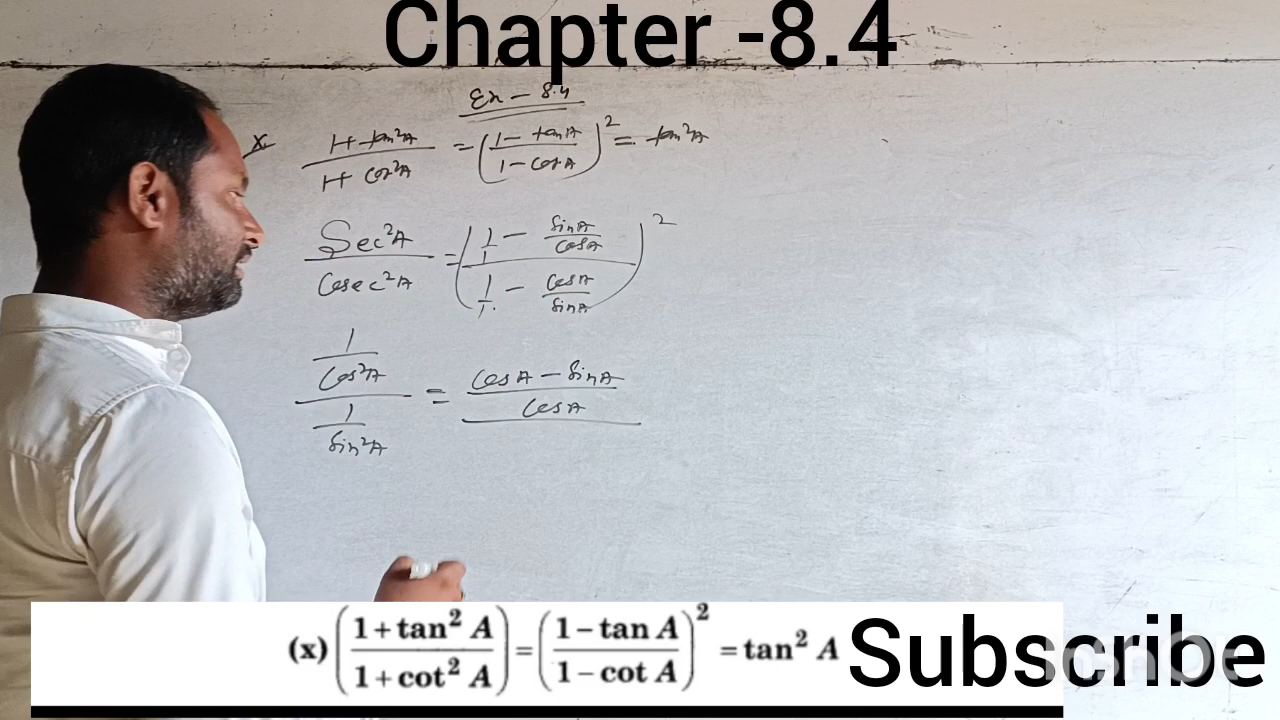 Chapter -8.4
Ex - 8.4
x. (1+tan²A)/(1+cot²A) = ((1-tanA)/(1-cotA))² = tan²A
Sec²A/Cosec²A = ((1/1 - sinA/cosA)/(1/1 - cosA/sinA))²
(1/cos²A)/(1/sin²A) = ((cosA - sinA)/cosA)/
(x) ((1+tan² A)/(1+cot² A)) = ((1-tan A)/(1-cot A))² = tan² A
Subscribe